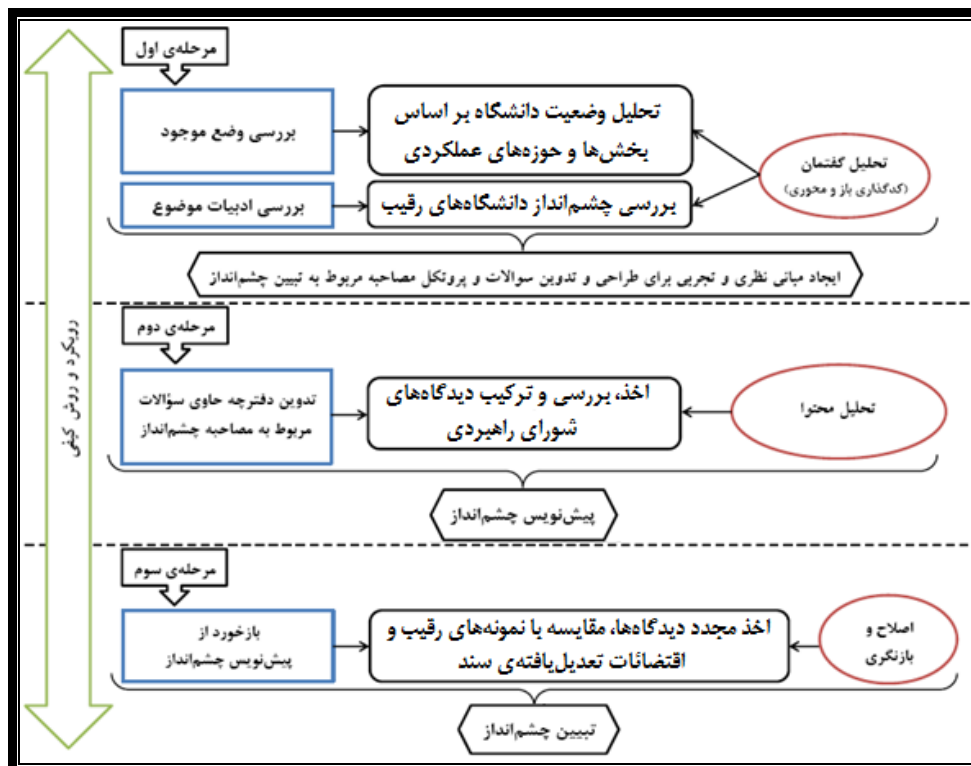 مرحله‌ی اول
بررسی وضع موجود
تحلیل وضعیت دانشگاه بر اساس
بخش‌ها و حوزه‌های عملکردی
تحلیل گفتمان
(کدگذاری باز و محوری)
بررسی ادبیات موضوع
بررسی چشم‌انداز دانشگاه‌های رقیب
ایجاد مبانی نظری و تجربی برای طراحی و تدوین سوالات و پروتکل مصاحبه مربوط به تبیین چشم‌انداز
رویکرد و روش کیفی
مرحله‌ی دوم
تدوین دفترچه حاوی سؤالات
مربوط به مصاحبه چشم‌انداز
اخذ، بررسی و ترکیب دیدگاه‌های
شورای راهبردی
تحلیل محتوا
پیش‌نویس چشم‌انداز
مرحله‌ی سوم
بازخورد از
پیش‌نویس چشم‌انداز
اخذ مجدد دیدگاه‌ها، مقایسه با نمونه‌های رقیب و
اقتضائات تعدیل‌یافته‌ی سند
اصلاح و
بازنگری
تبیین چشم‌انداز